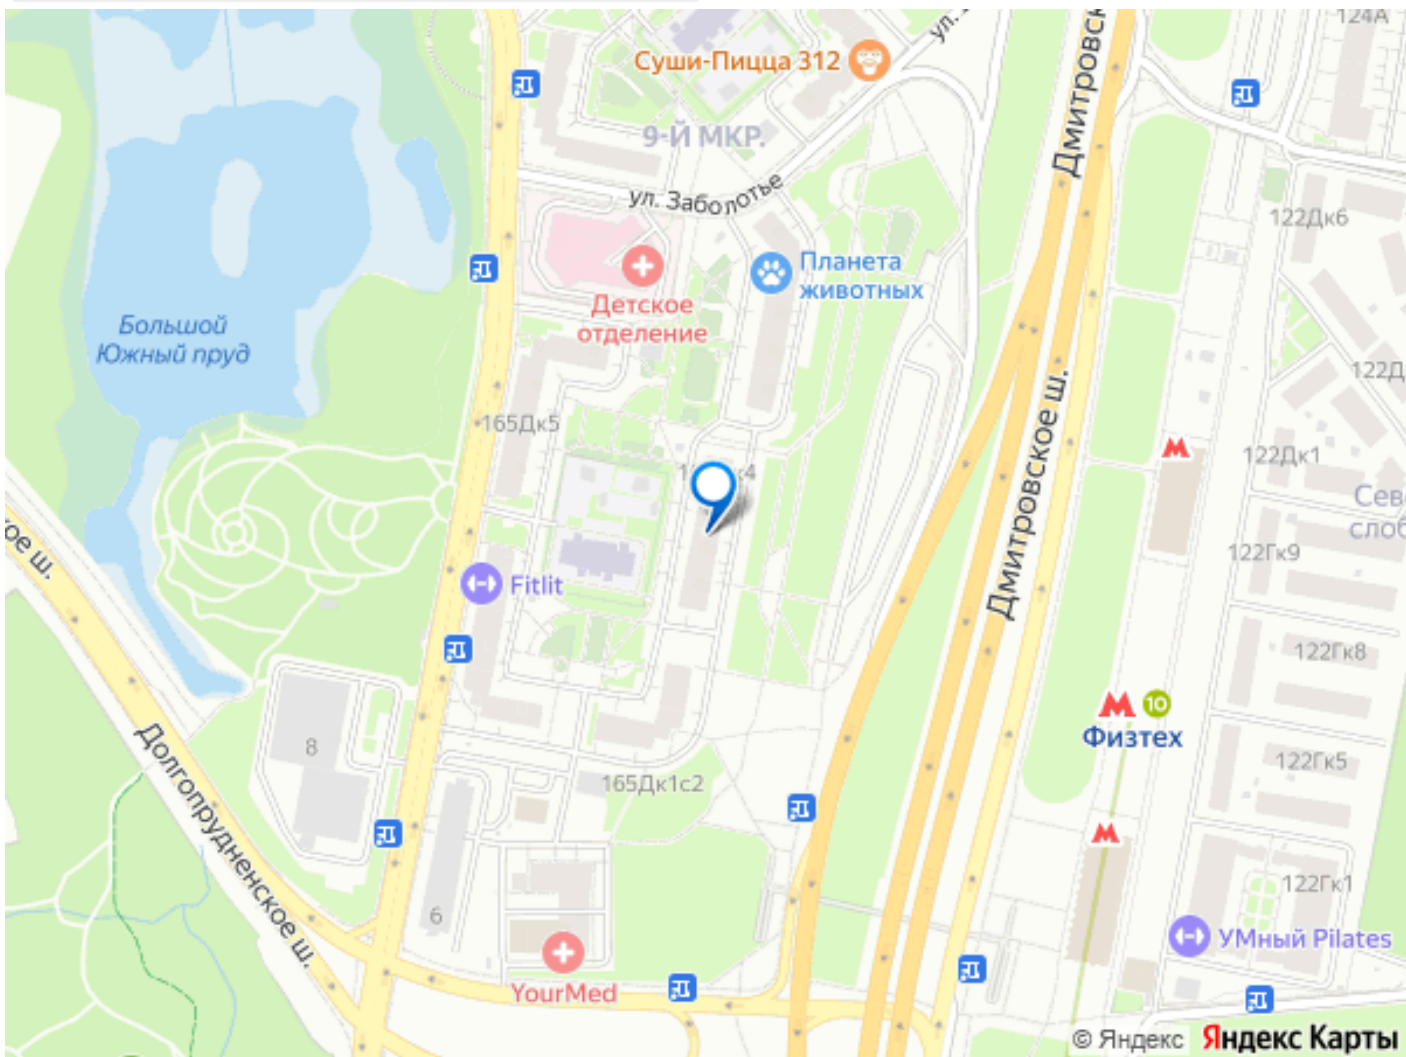 124А
Суши-Пицца 312
ул.
Дмитровск
9-Й МКР.
ул. Заболотье
122Дк6
Планета
животных
Детское
отделение
Большой
Южный пруд
122Д
165Дк5
Дмитровское ш.
122Дк1
Сев
слоб
122Гк9
ое ш.
Fitlit
122Гк8
10
Физтех
8
122Гк5
165Дк1с2
Долгопрудненское ш.
122Гк1
6
УМный Pilates
YourMed
© Яндекс Яндекс Карты